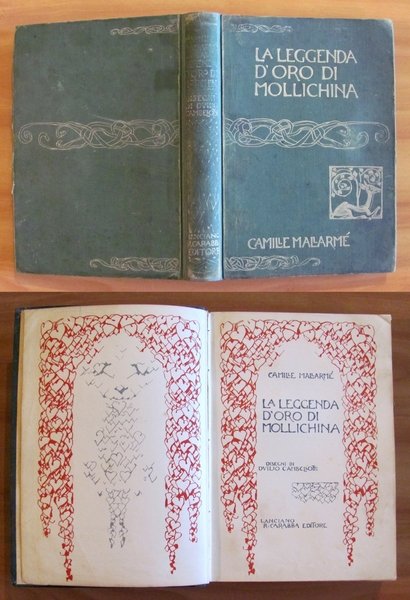 LANCIANO
R.CARABBA
EDITORE
LA LEGGENDA
D'ORO DI
MOLLICHINA
CAMILLE MALLARMÉ
CAMILLE MALLARMÉ
LA LEGGENDA
D'ORO DI
MOLLICHINA
DISEGNI DI
DVILIO CAMBELLOTTI
LANCIANO
R.CARABBA EDITORE